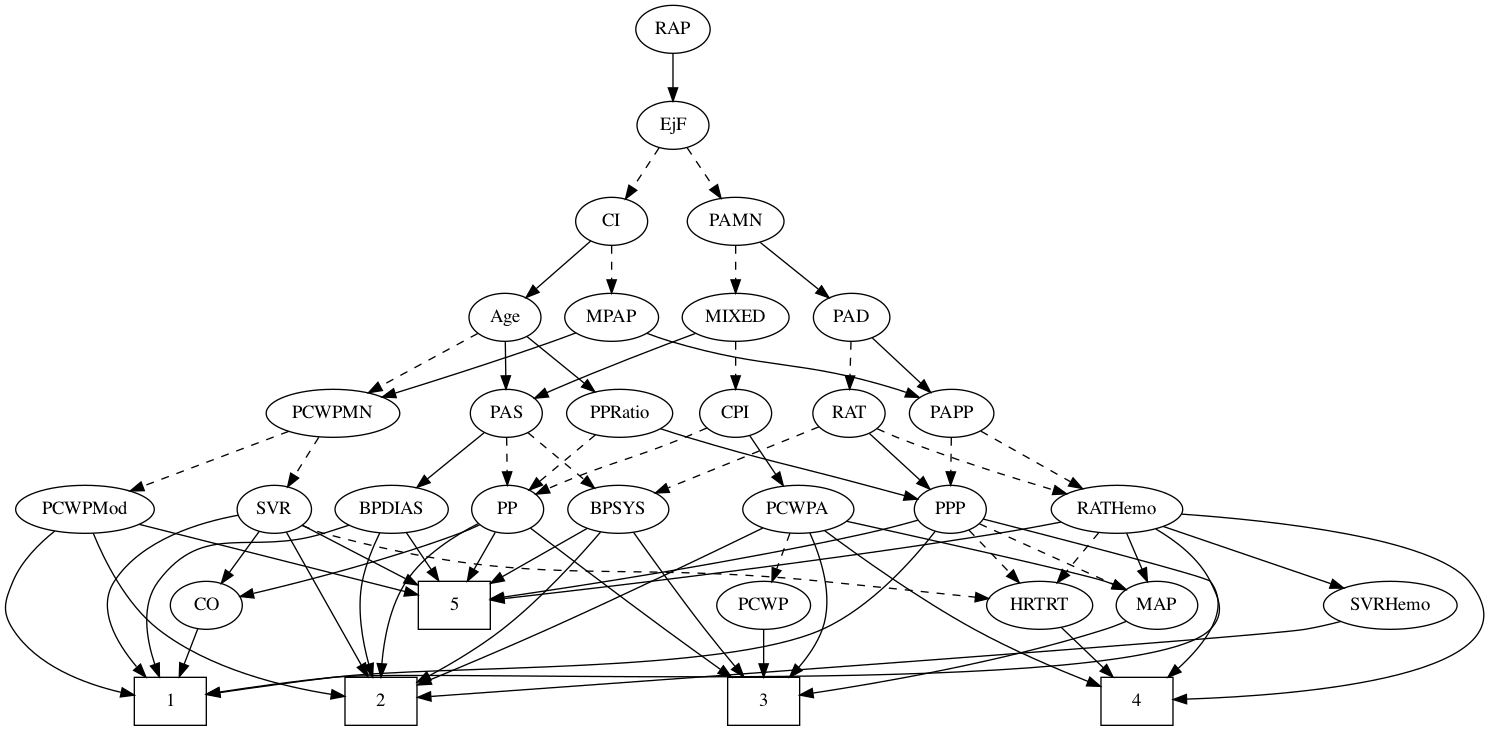 RAP
EjF
CI
PAMN
Age
MPAP
MIXED
PAD
PCWPMN
PAS
PPRatio
CPI
RAT
PAPP
PCWPMod
SVR
BPDIAS
PP
BPSYS
PCWPA
PPP
RATHemo
CO
5
PCWP
HRTRT
MAP
SVRHemo
1
2
3
4